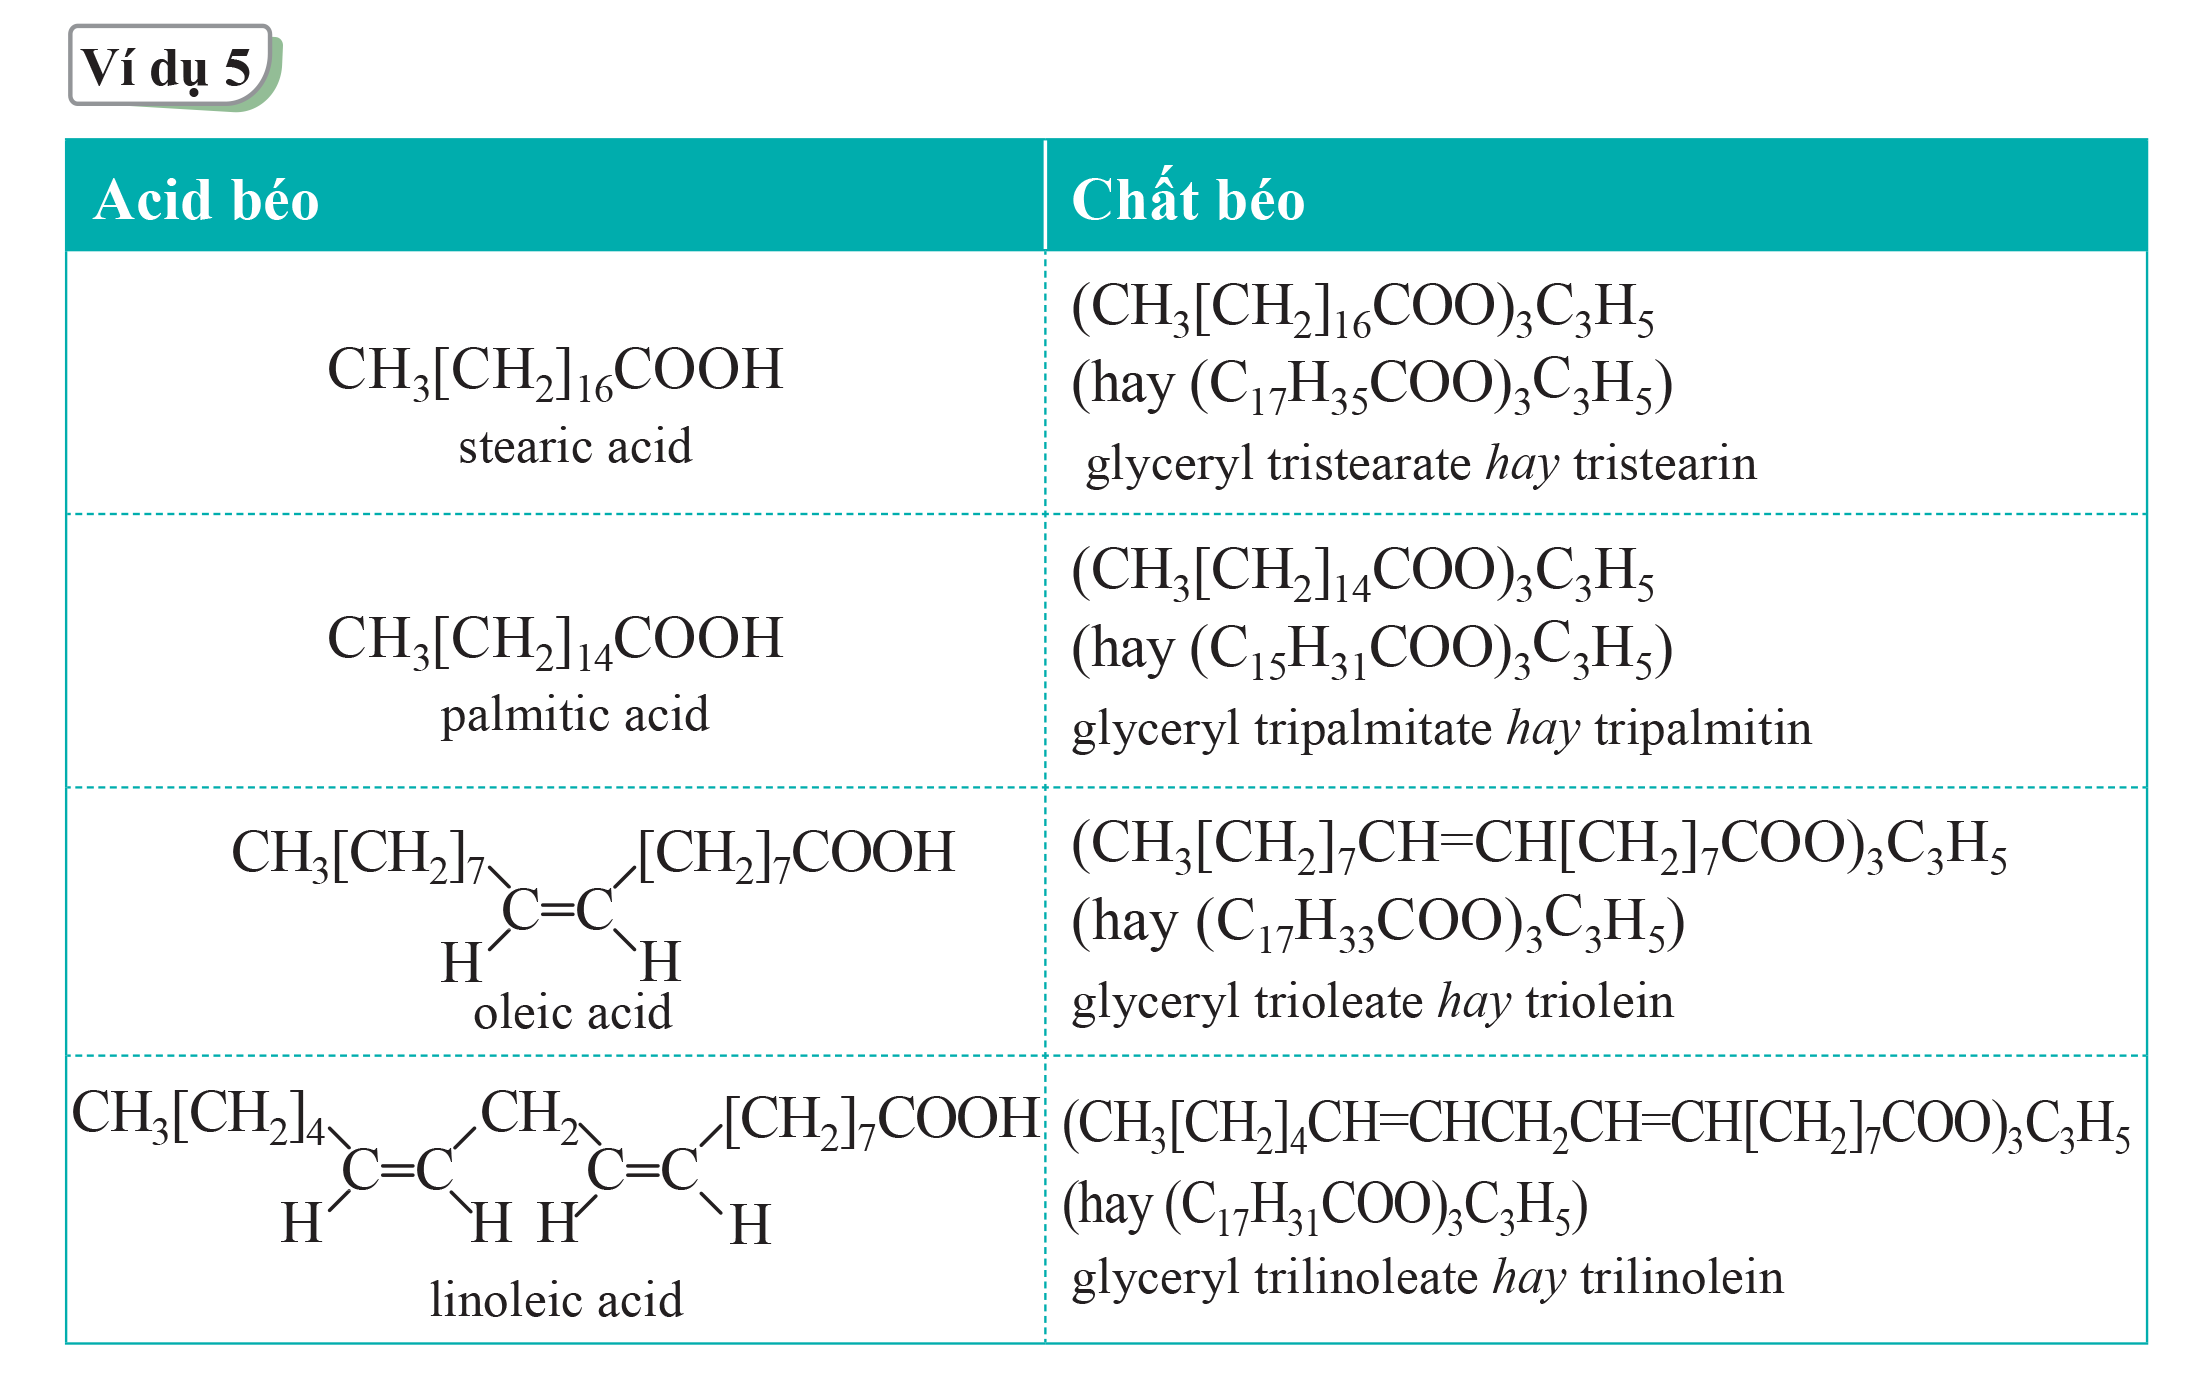 Ví dụ 5
Acid béo
Chất béo
CH₃[CH₂]₁₆COOH
stearic acid
(CH₃[CH₂]₁₆COO)₃C₃H₅
(hay (C₁₇H₃₅COO)₃C₃H₅)
glyceryl tristearate hay tristearin
CH₃[CH₂]₁₄COOH
palmitic acid
(CH₃[CH₂]₁₄COO)₃C₃H₅
(hay (C₁₅H₃₁COO)₃C₃H₅)
glyceryl tripalmitate hay tripalmitin
CH₃[CH₂]₇ [CH₂]₇COOH
C=C
H H
oleic acid
(CH₃[CH₂]₇CH=CH[CH₂]₇COO)₃C₃H₅
(hay (C₁₇H₃₃COO)₃C₃H₅)
glyceryl trioleate hay triolein
CH₃[CH₂]₄ CH₂ [CH₂]₇COOH
C=C C=C
H H H H
linoleic acid
(CH₃[CH₂]₄CH=CHCH₂CH=CH[CH₂]₇COO)₃C₃H₅
(hay (C₁₇H₃₁COO)₃C₃H₅)
glyceryl trilinoleate hay trilinolein